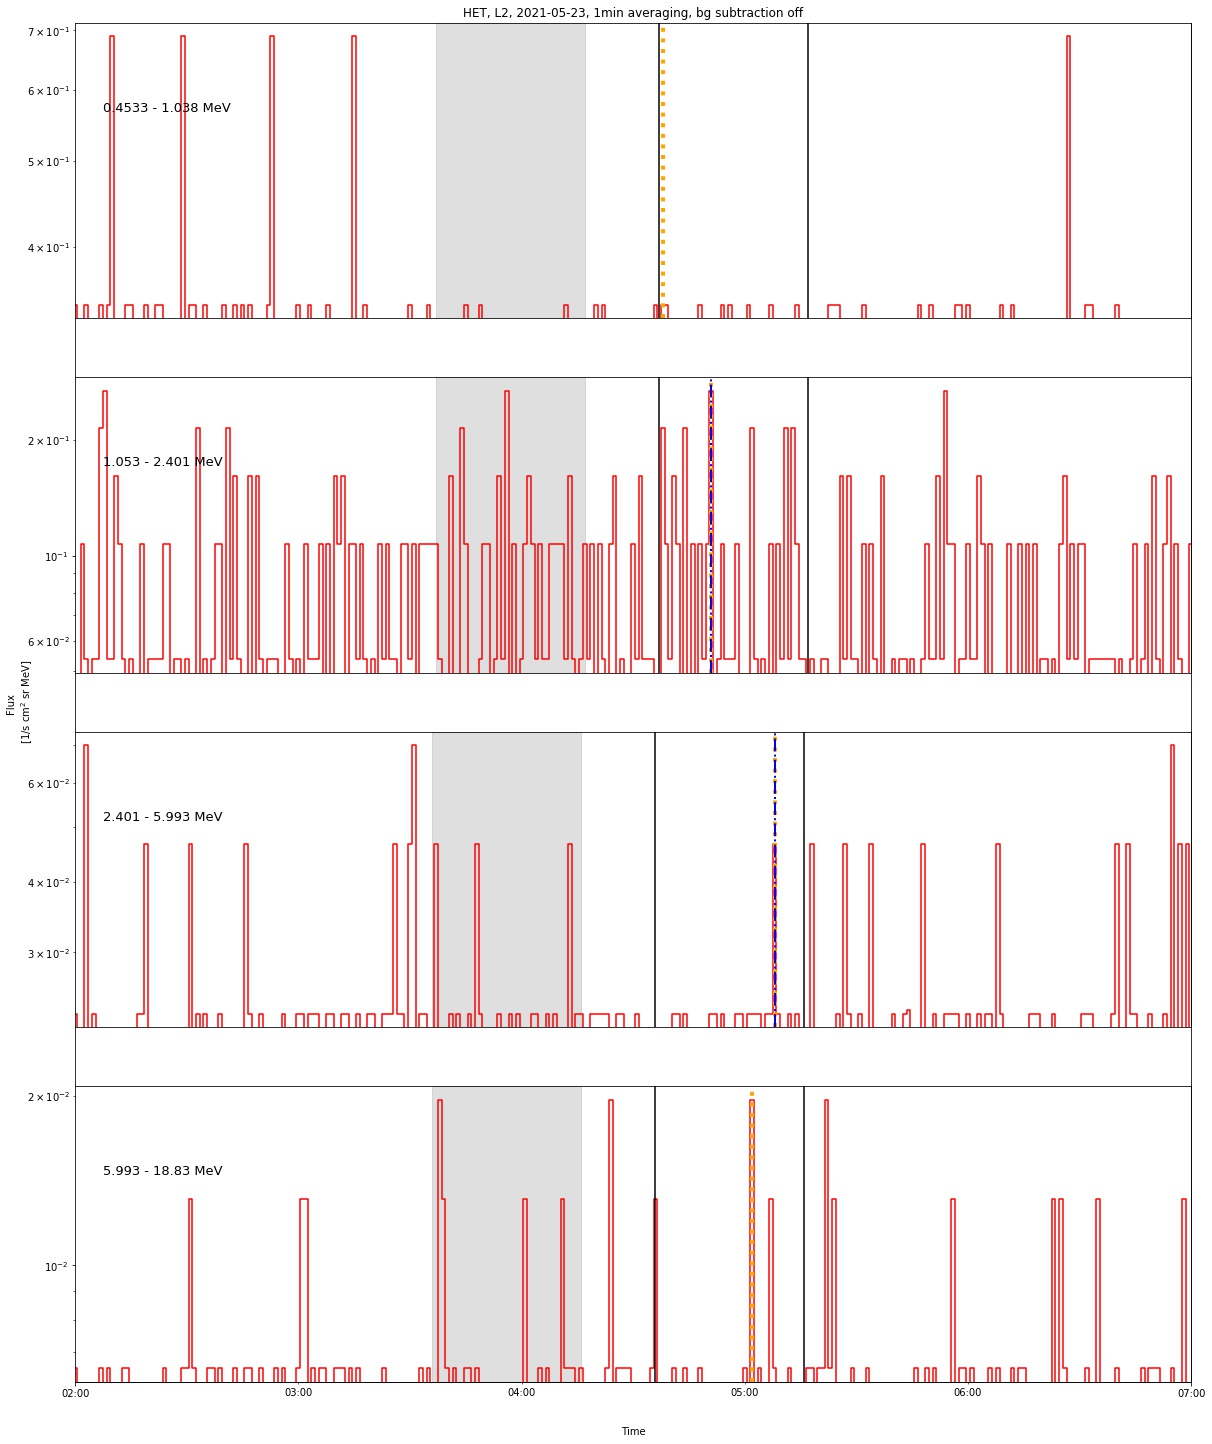 HET, L2, 2021-05-23, 1min averaging, bg subtraction off
7 × 10⁻¹
6 × 10⁻¹
0.4533 - 1.038 MeV
5 × 10⁻¹
4 × 10⁻¹
2 × 10⁻¹
1.053 - 2.401 MeV
10⁻¹
6 × 10⁻²
Flux
[1/s cm² sr MeV]
6 × 10⁻²
2.401 - 5.993 MeV
4 × 10⁻²
3 × 10⁻²
2 × 10⁻²
5.993 - 18.83 MeV
10⁻²
02:00 03:00 04:00 05:00 06:00 07:00
Time